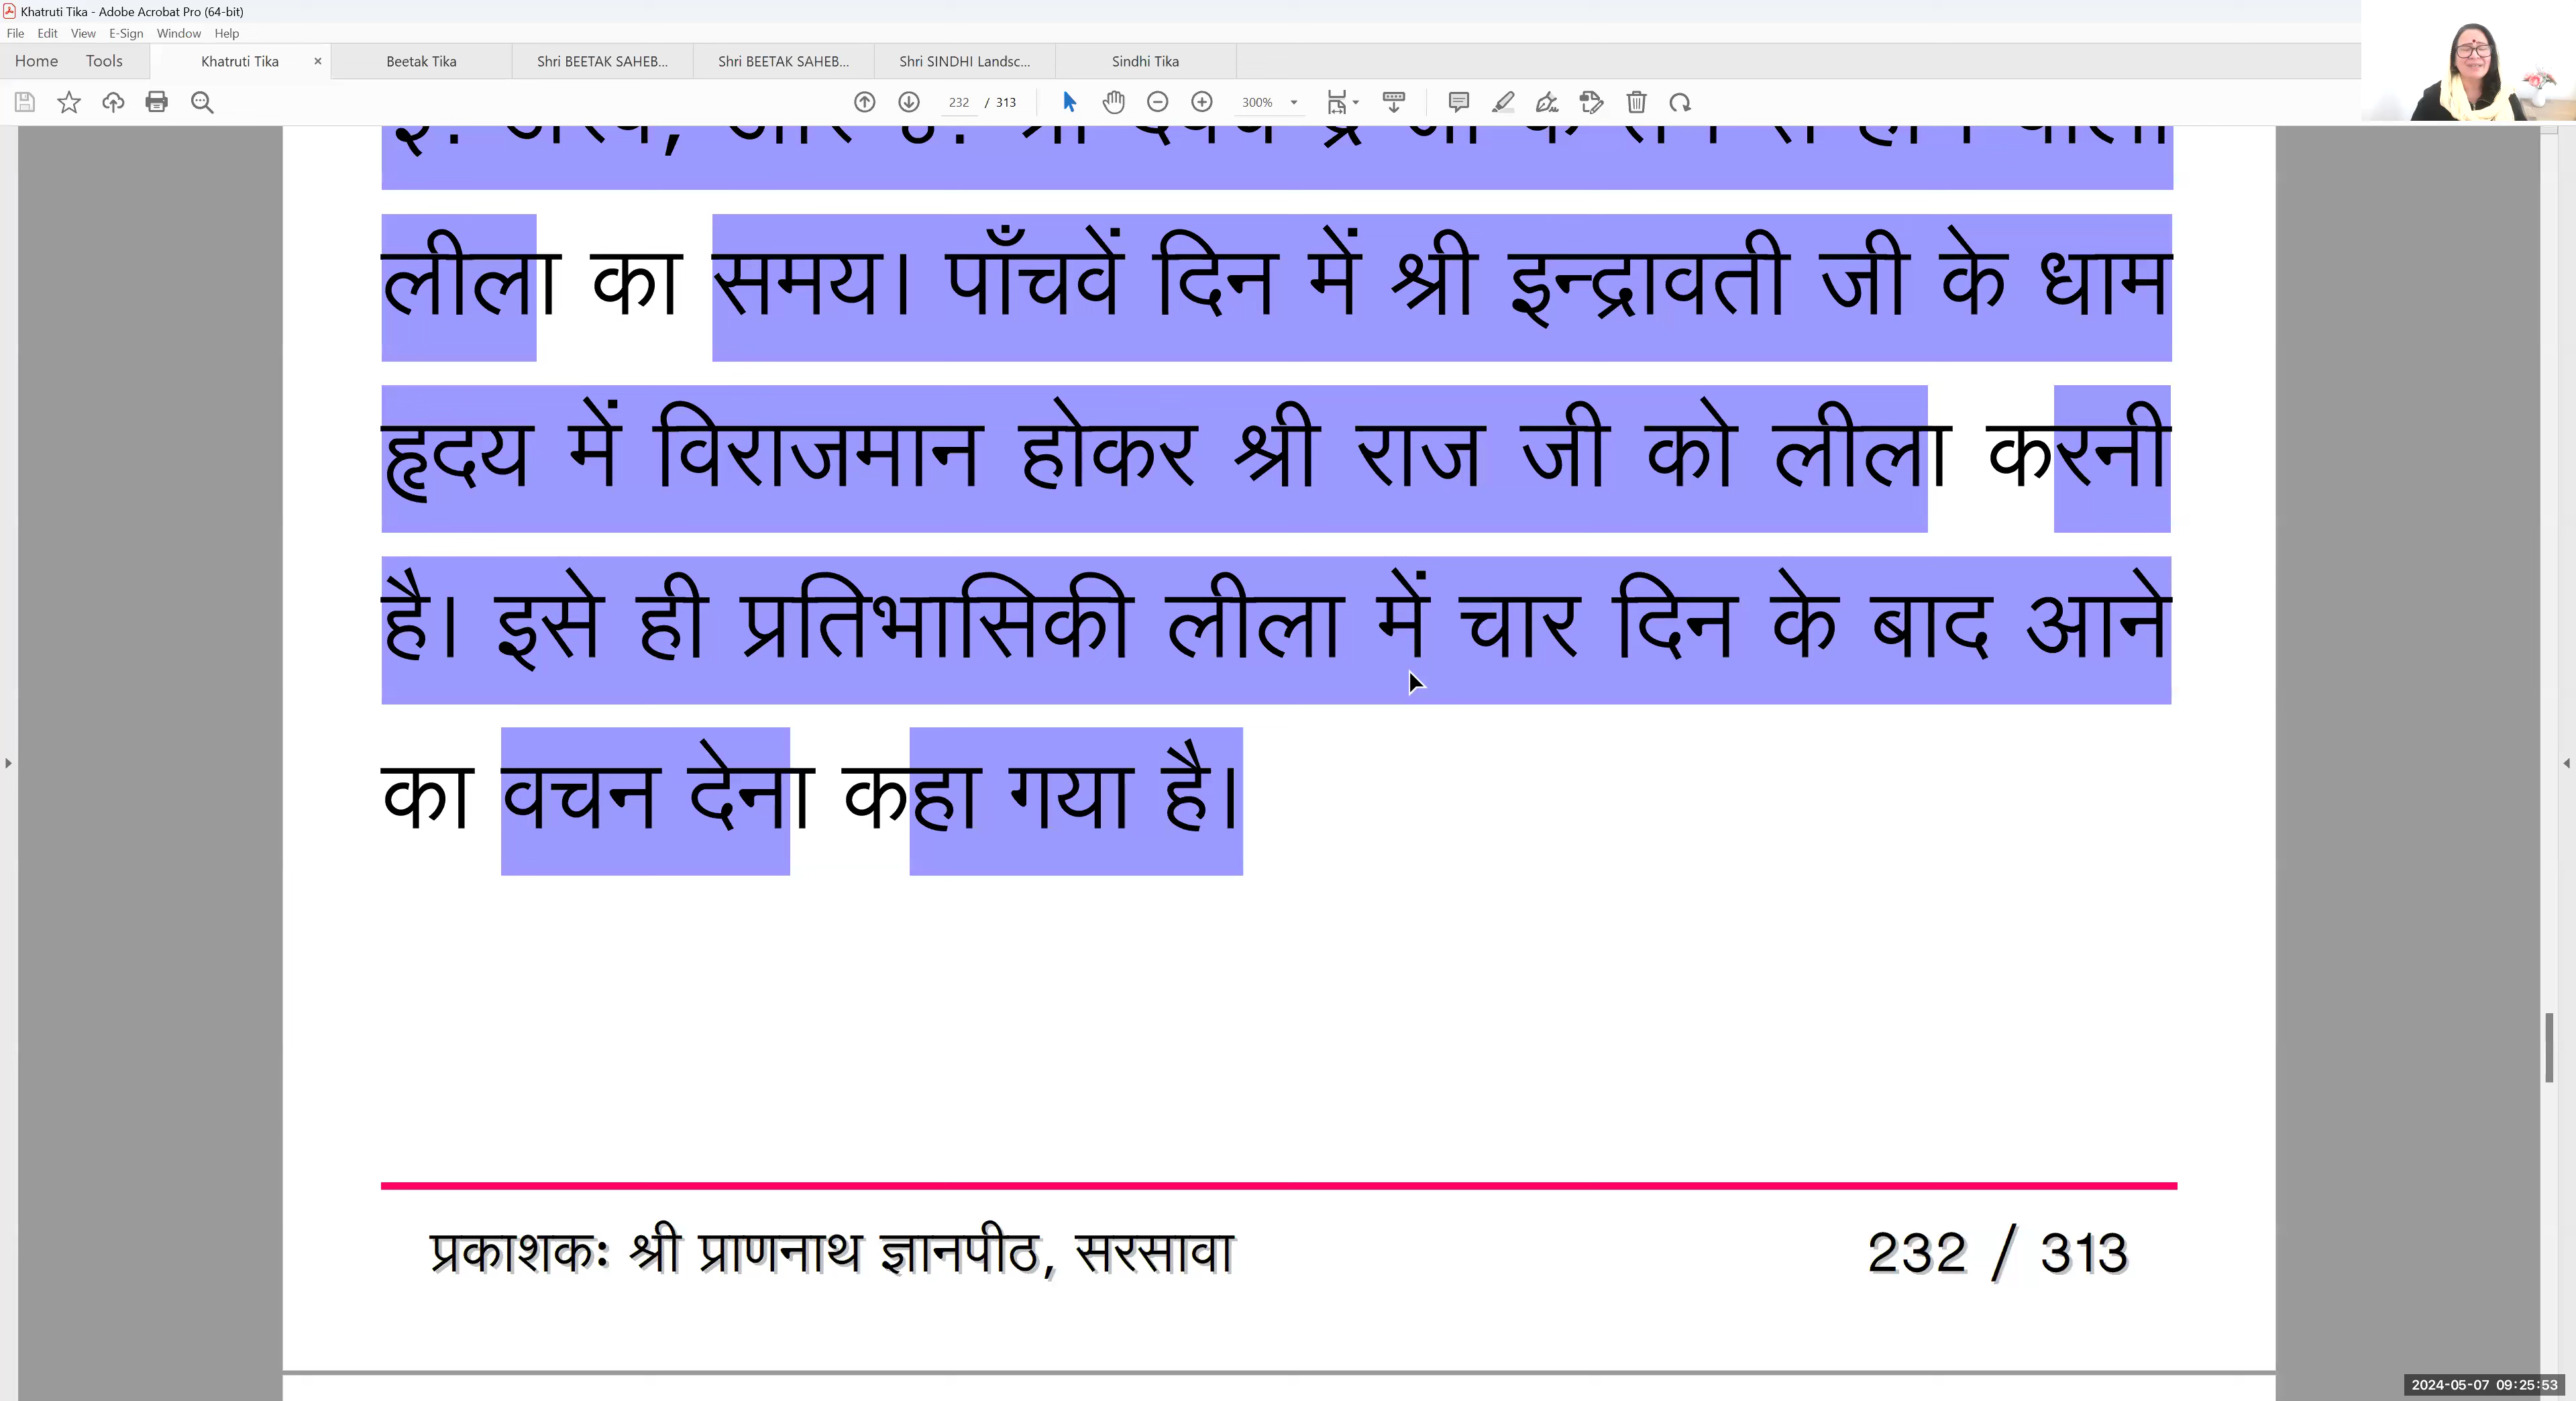 Khatruti Tika - Adobe Acrobat Pro (64-bit)
File Edit View E-Sign Window Help
Home Tools Khatruti Tika × Beetak Tika Shri BEETAK SAHEB... Shri BEETAK SAHEB... Shri SINDHI Landsc... Sindhi Tika
232 / 313 300%
लीला का समय। पाँचवें दिन में श्री इन्द्रावती जी के धाम
हृदय में विराजमान होकर श्री राज जी को लीला करनी
है। इसे ही प्रतिभासिकी लीला में चार दिन के बाद आने
का वचन देना कहा गया है।
प्रकाशकः श्री प्राणनाथ ज्ञानपीठ, सरसावा 232 / 313
2024-05-07 09:25:53